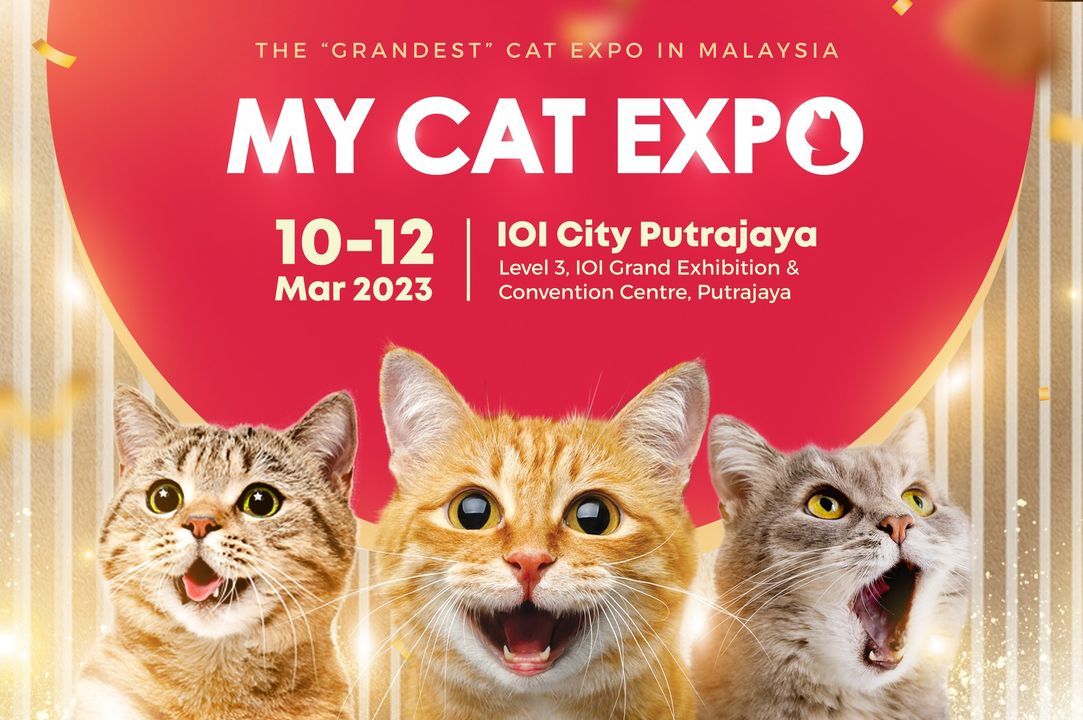 THE “GRANDEST” CAT EXPO IN MALAYSIA
MY CAT EXPO
10-12
Mar 2023
IOI City Putrajaya
Level 3, IOI Grand Exhibition &
Convention Centre, Putrajaya